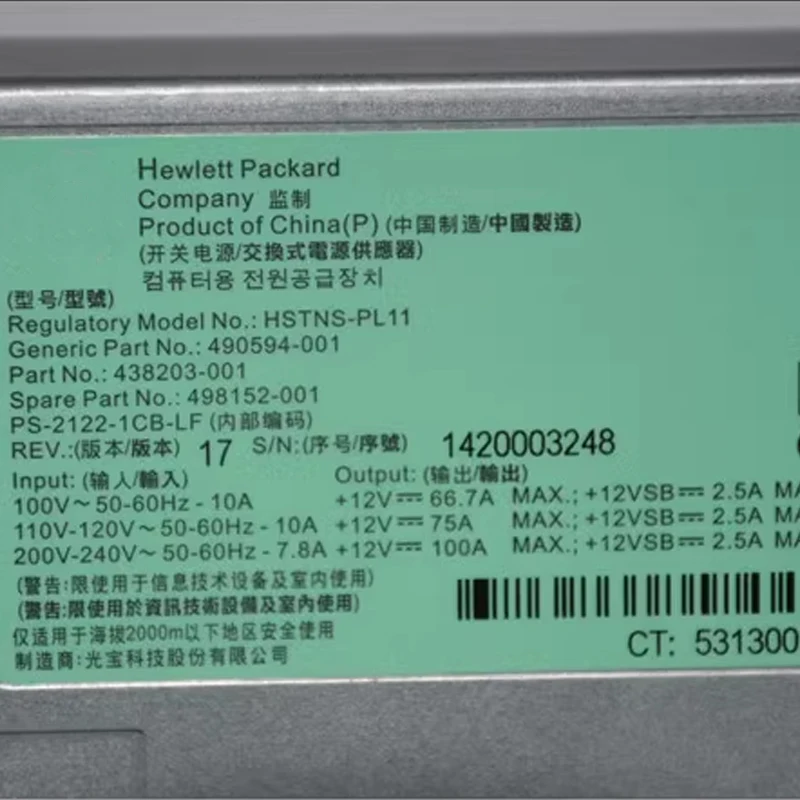 Hewlett Packard
Company 监制
Product of China(P) (中国制造/中國製造)
(开关电源/交換式電源供應器)
컴퓨터용 전원공급장치
(型号/型號)
Regulatory Model No.: HSTNS-PL11
Generic Part No.: 490594-001
Part No.: 438203-001
Spare Part No.: 498152-001
PS-2122-1CB-LF (内部编码)
REV.:(版本/版本) 17 S/N:(序号/序號) 1420003248
Input: (输人/輸入) Output: (输出/輸出)
100V~50-60Hz - 10A +12V⎓66.7A MAX.; +12VSB⎓2.5A MA
110V-120V~50-60Hz - 10A +12V⎓75A MAX.; +12VSB⎓2.5A MA
200V-240V~50-60Hz - 7.8A +12V⎓100A MAX.; +12VSB⎓2.5A MA
(警告:限使用于信息技术设备及室内使用)
(警告:限使用於資訊技術設備及室內使用)
仅适用于海拔2000m以下地区安全使用
制造商:光宝科技股份有限公司
CT: 531300